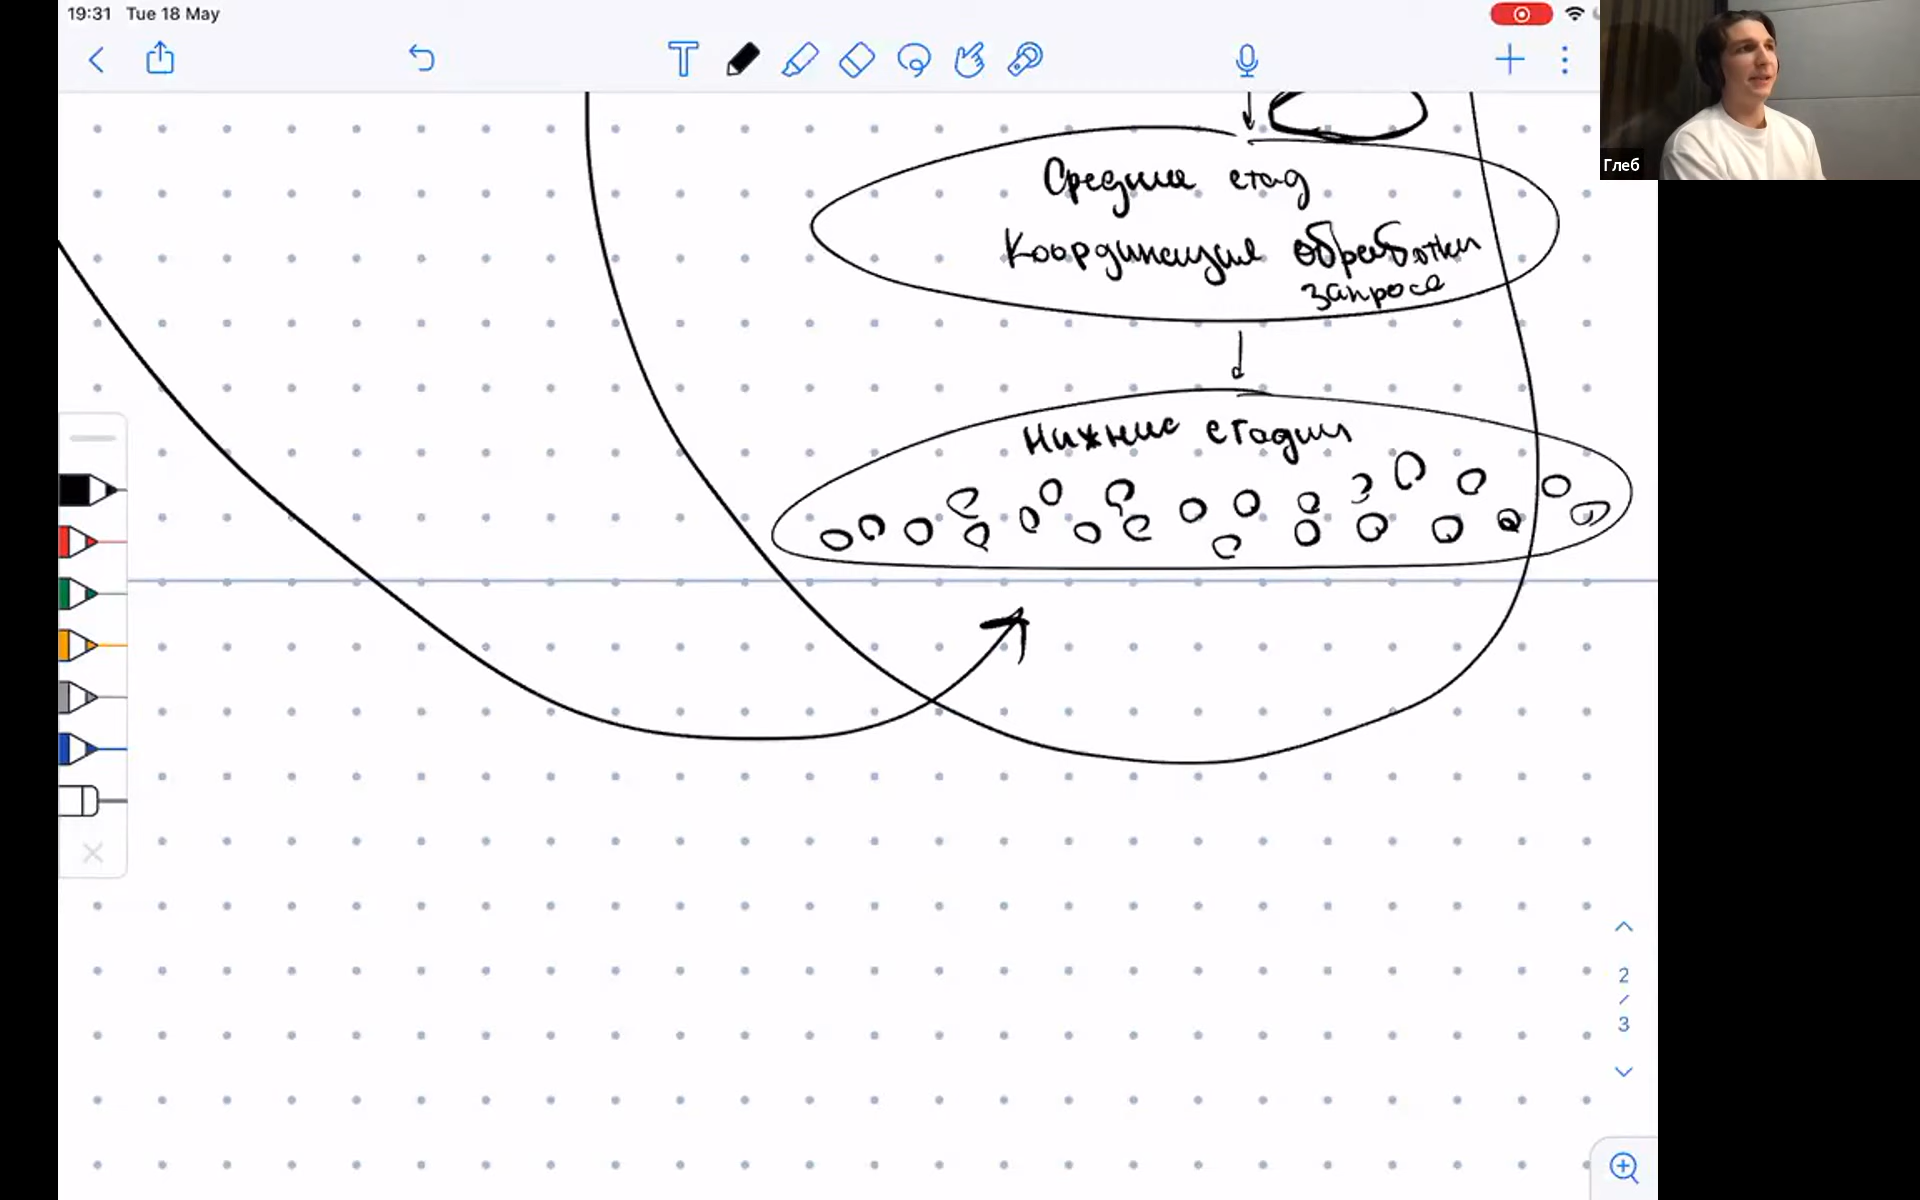 19:31 Tue 18 May
Глеб
Средние стад
Координация обработки
запроса
Нижние стадии
2
/
3